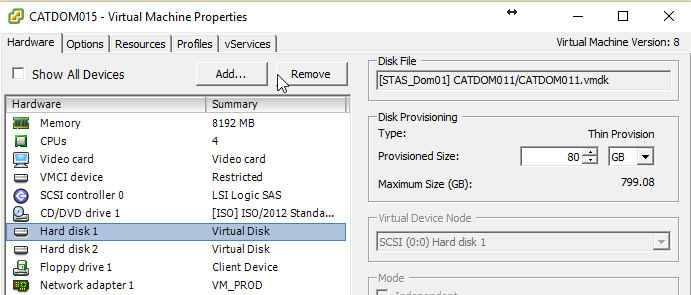 CATDOM015 - Virtual Machine Properties
Hardware Options Resources Profiles vServices Virtual Machine Version: 8
Show All Devices Add... Remove
Hardware Summary
Memory 8192 MB
CPUs 4
Video card Video card
VMCI device Restricted
SCSI controller 0 LSI Logic SAS
CD/DVD drive 1 [ISO] ISO/2012 Standa...
Hard disk 1 Virtual Disk
Hard disk 2 Virtual Disk
Floppy drive 1 Client Device
Network adapter 1 VM_PROD
Disk File
[STAS_Dom01] CATDOM011/CATDOM011.vmdk
Disk Provisioning
Type: Thin Provision
Provisioned Size: 80 GB
Maximum Size (GB): 799.08
Virtual Device Node
SCSI (0:0) Hard disk 1
Mode
Independent